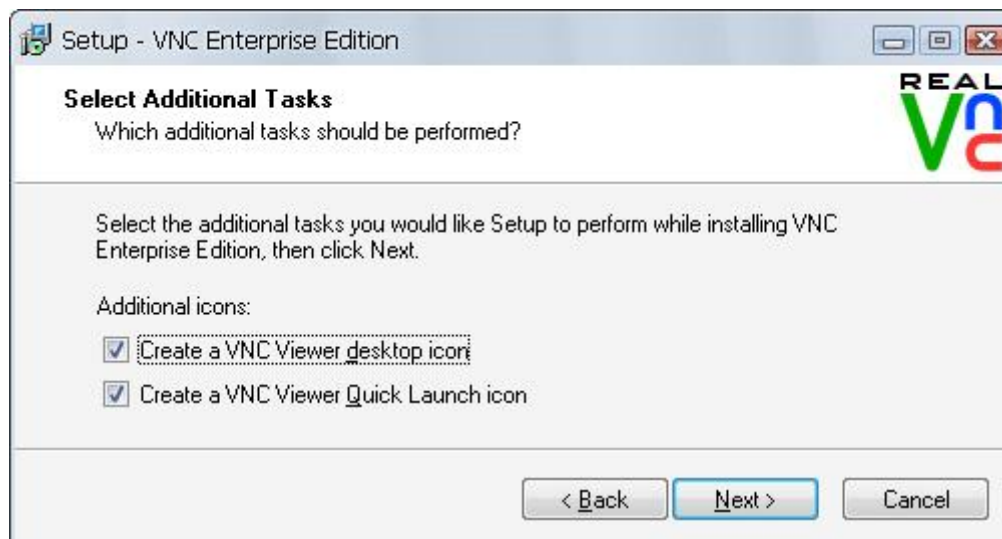 Setup - VNC Enterprise Edition
Select Additional Tasks
Which additional tasks should be performed?
REAL
VNC
Select the additional tasks you would like Setup to perform while installing VNC
Enterprise Edition, then click Next.
Additional icons:
Create a VNC Viewer desktop icon
Create a VNC Viewer Quick Launch icon
< Back
Next >
Cancel